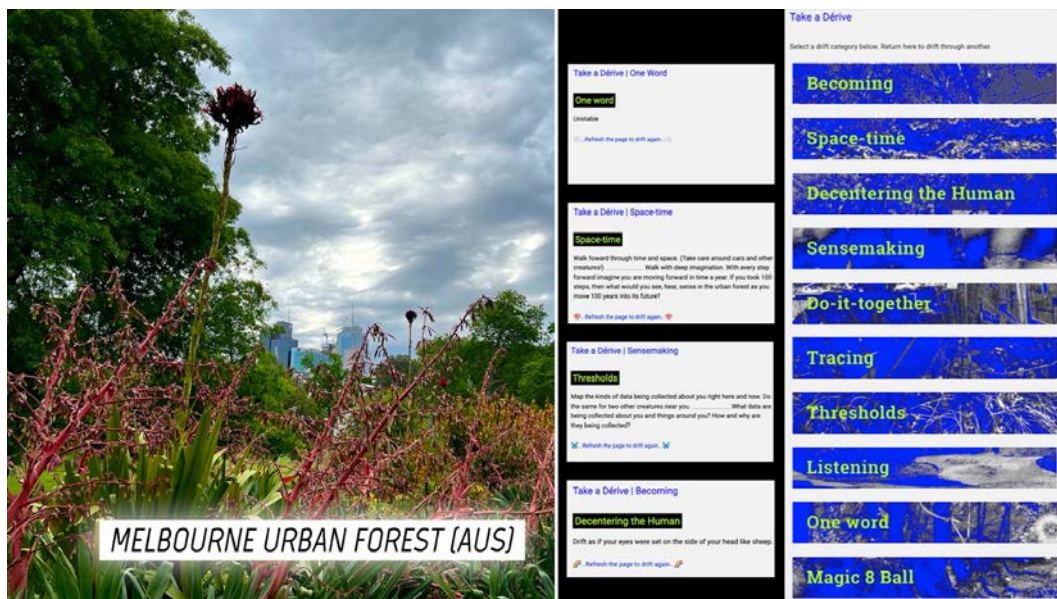 MELBOURNE URBAN FOREST (AUS)
Take a Dérive | One Word
One word
Unstable
...Refresh the page to drift again...
Take a Dérive | Space-time
Space-time
Walk foward through time and space. (Take care around cars and other
creatures!) ................ Walk with deep imagination. With every step
forward imagine you are moving forward in time a year. If you took 100
steps, then what would you see, hear, sense in the urban forest as you
move 100 years into its future?
...Refresh the page to drift again...
Take a Dérive | Sensemaking
Thresholds
Map the kinds of data being collected about you right here and now. Do
the same for two other creatures near you. ................ What data are
being collected about you and things around you? How and why are
they being collected?
...Refresh the page to drift again...
Take a Dérive | Becoming
Decentering the Human
Drift as if your eyes were set on the side of your head like sheep.
...Refresh the page to drift again...
Take a Dérive
Select a drift category below. Return here to drift through another.
Becoming
Space-time
Decentering the Human
Sensemaking
Do-it-together
Tracing
Thresholds
Listening
One word
Magic 8 Ball